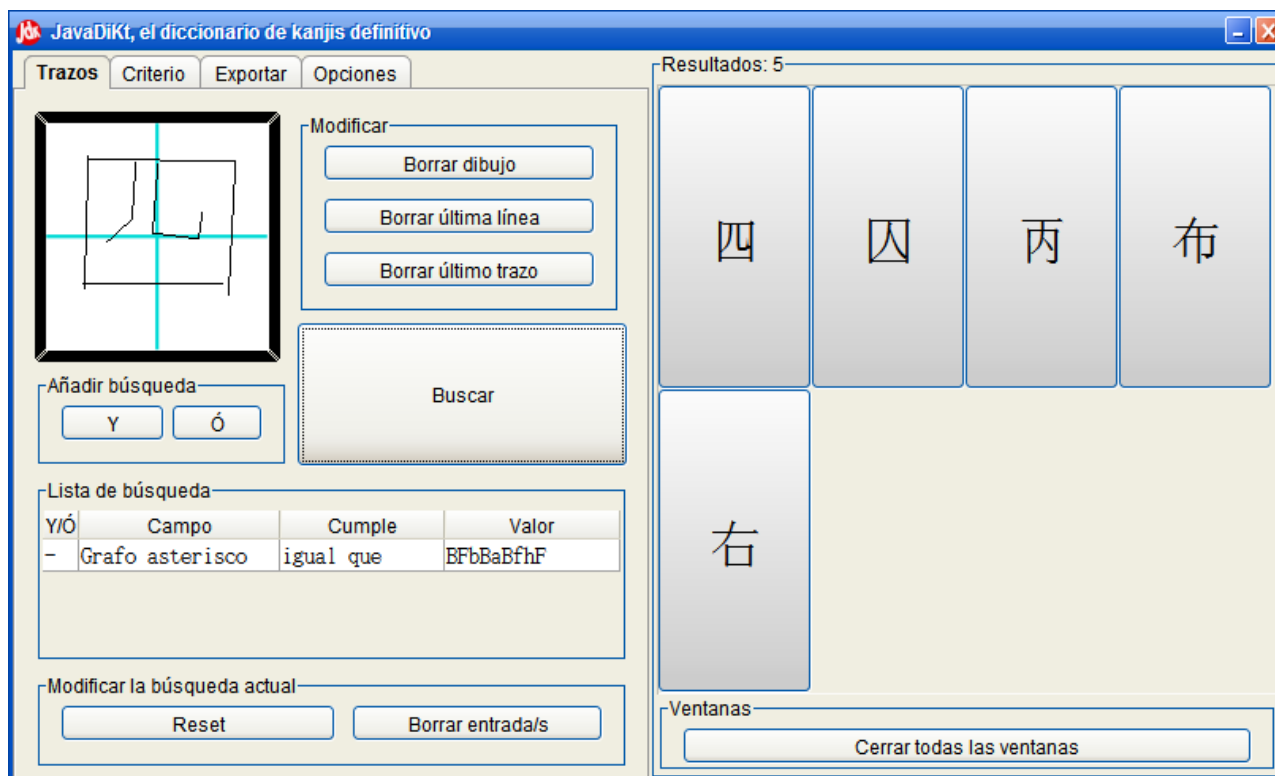 Jdk JavaDiKt, el diccionario de kanjis definitivo
Trazos Criterio Exportar Opciones
Modificar
Borrar dibujo
Borrar última línea
Borrar último trazo
Añadir búsqueda
Y Ó
Buscar
Lista de búsqueda
Y/Ó Campo Cumple Valor
- Grafo asterisco igual que BFbBaBfhF
Modificar la búsqueda actual
Reset Borrar entrada/s
Resultados: 5
四 囚 丙 布
右
Ventanas
Cerrar todas las ventanas